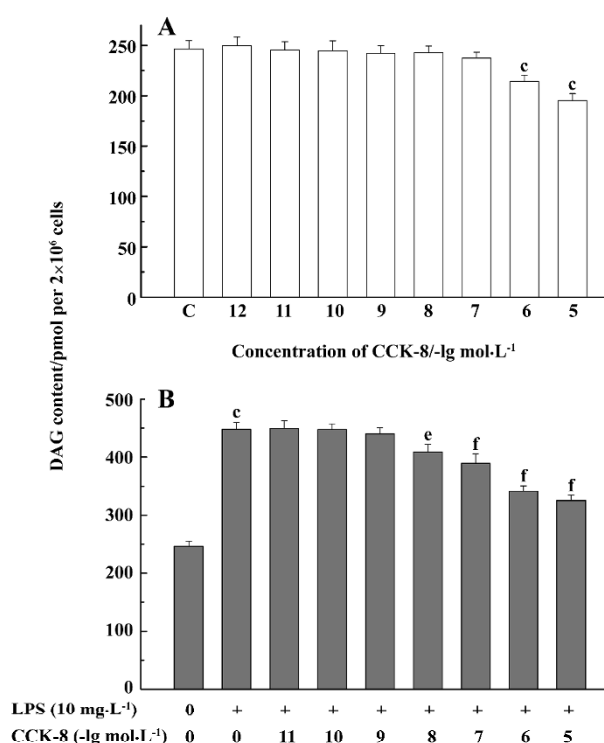 A
250
200
150
100
50
0
c
c
C 12 11 10 9 8 7 6 5
Concentration of CCK-8/-lg mol·L⁻¹
DAG content/pmol per 2×10⁶ cells
B
500
400
300
200
100
0
c
e
f
f
f
LPS (10 mg·L⁻¹) 0 + + + + + + + +
CCK-8 (-lg mol·L⁻¹) 0 0 11 10 9 8 7 6 5